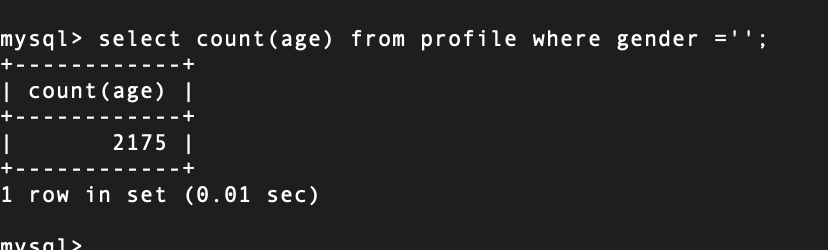 mysql> select count(age) from profile where gender ='';
+------------+
| count(age) |
+------------+
|       2175 |
+------------+
1 row in set (0.01 sec)
mysql>